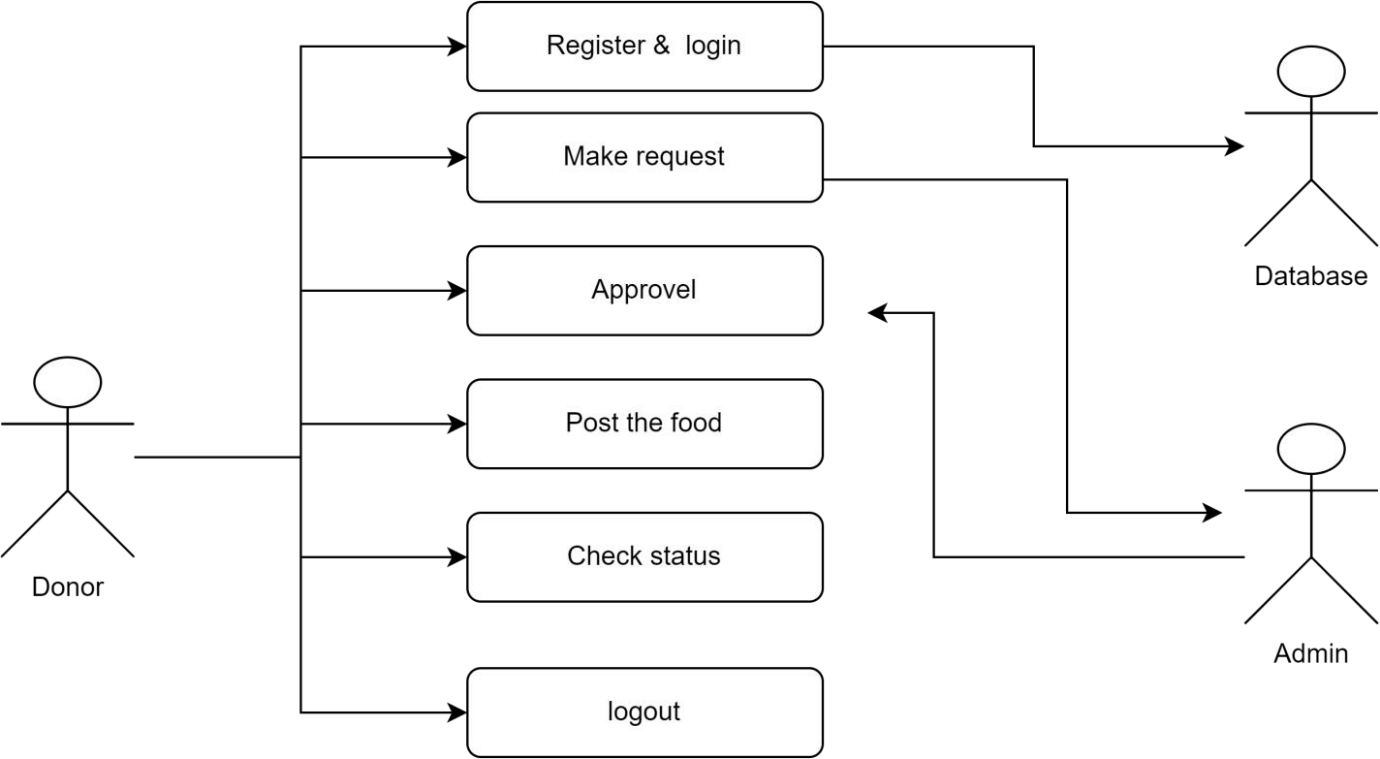 Register &  login
Make request
Approvel
Post the food
Check status
logout
Donor
Database
Admin